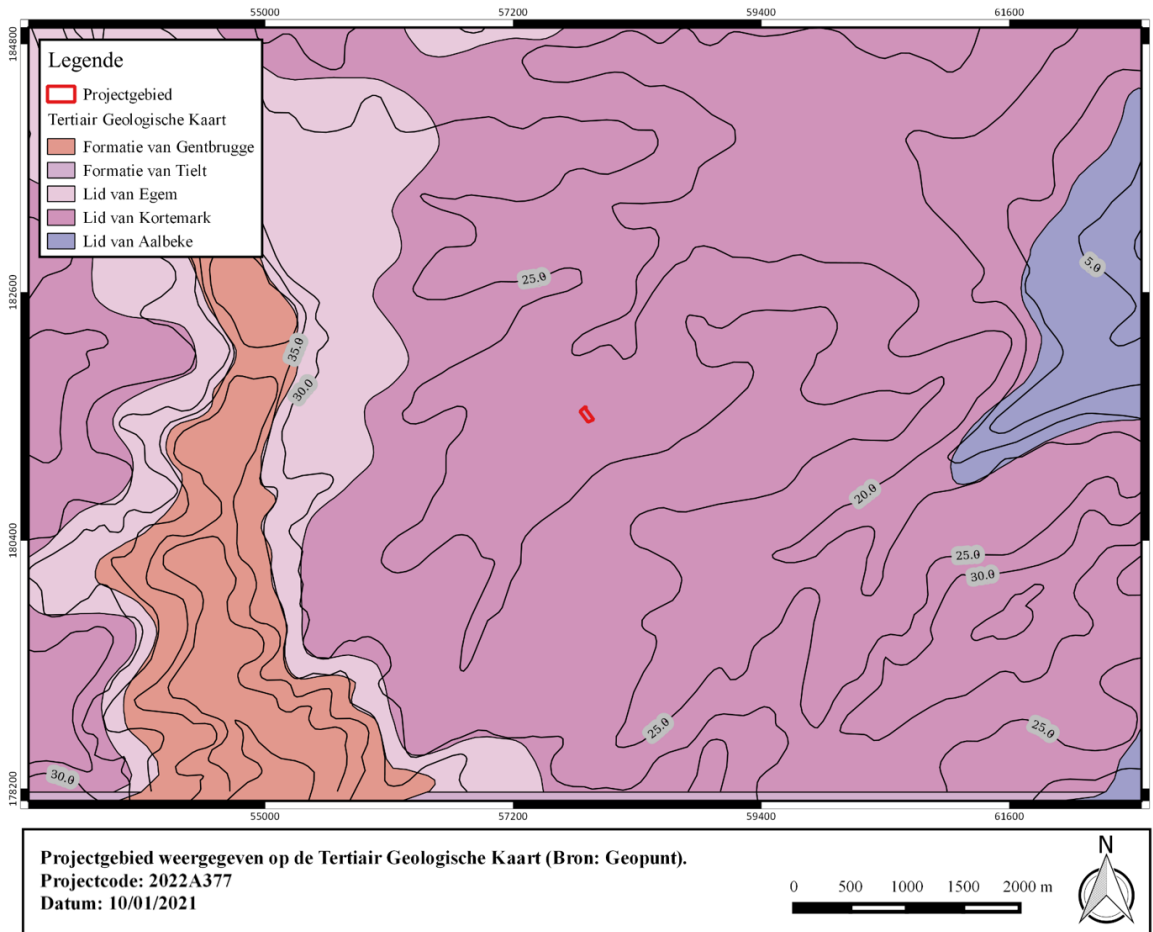 55000 57200 59400 61600
184800
182600
180400
178200
Legende
Projectgebied
Tertiair Geologische Kaart
Formatie van Gentbrugge
Formatie van Tielt
Lid van Egem
Lid van Kortemark
Lid van Aalbeke
5.0
25.0
35.0
30.0
20.0
25.0
30.0
25.0
25.0
30.0
55000 57200 59400 61600
Projectgebied weergegeven op de Tertiair Geologische Kaart (Bron: Geopunt).
Projectcode: 2022A377
Datum: 10/01/2021
0 500 1000 1500 2000 m
N